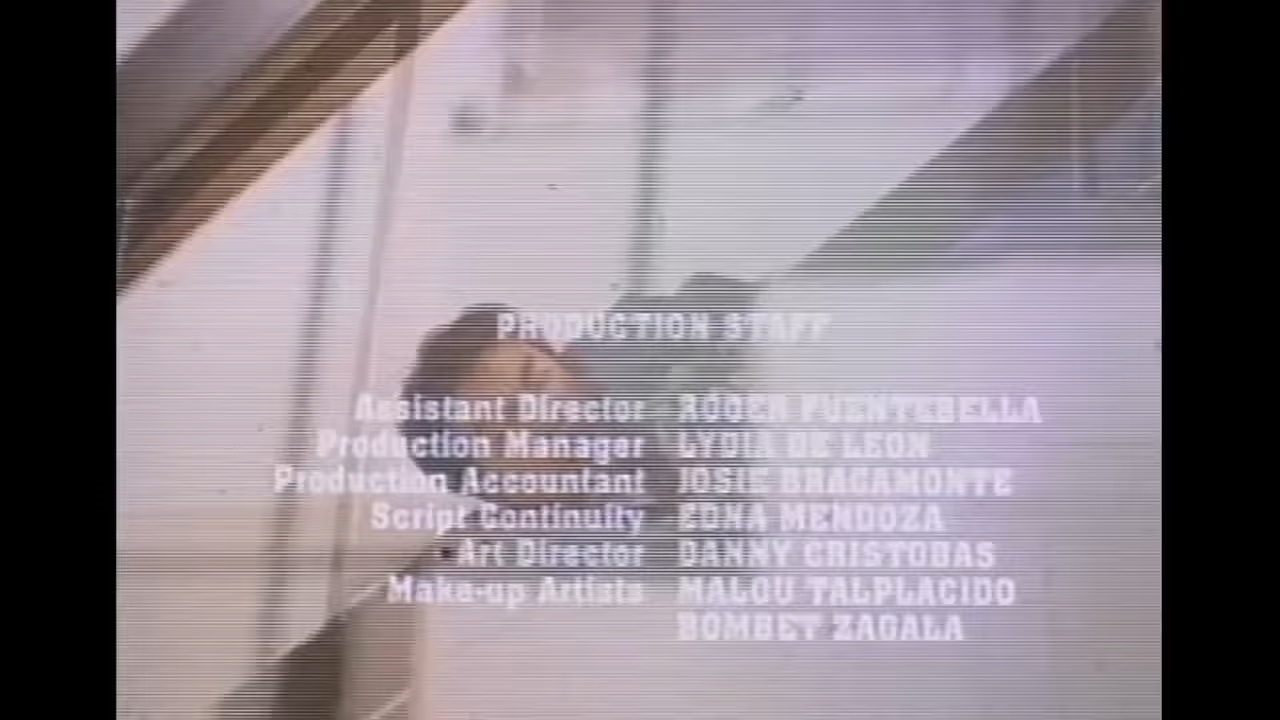 PRODUCTION STAFF
Assistant Director ROGER FUENTEBELLA
Production Manager LYDIA DE LEON
Production Accountant JOSIE BRACAMONTE
Script Continuity EDNA MENDOZA
Art Director DANNY CRISTOBAS
Make-up Artists MALOU TALPLACIDO
BOMBET ZAGALA